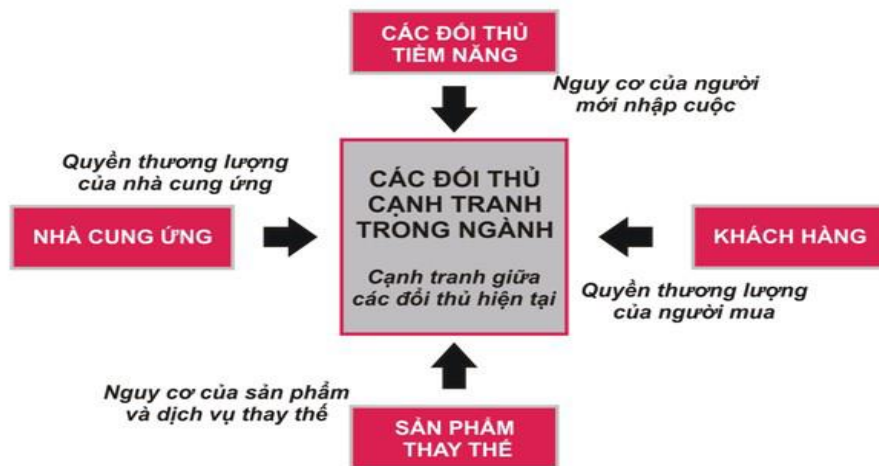 CÁC ĐỐI THỦ
TIỀM NĂNG
Nguy cơ của người
mới nhập cuộc
Quyền thương lượng
của nhà cung ứng
NHÀ CUNG ỨNG
CÁC ĐỐI THỦ
CẠNH TRANH
TRONG NGÀNH
Cạnh tranh giữa
các đổi thủ hiện tại
KHÁCH HÀNG
Quyền thương lượng
của người mua
Nguy cơ của sản phẩm
và dịch vụ thay thế
SẢN PHẨM
THAY THẾ